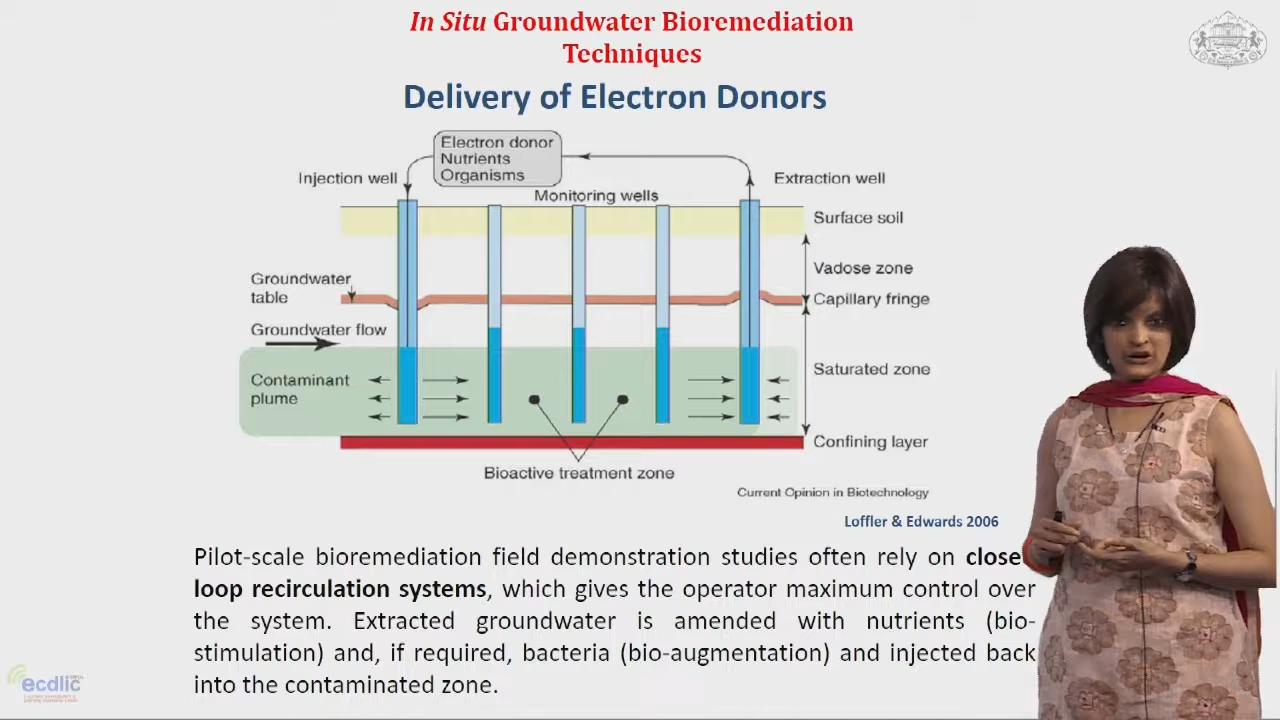 In Situ Groundwater Bioremediation
Techniques
Delivery of Electron Donors
Electron donor
Nutrients
Organisms
Injection well
Extraction well
Monitoring wells
Surface soil
Vadose zone
Groundwater
table
Capillary fringe
Groundwater flow
Contaminant
plume
Saturated zone
Confining layer
Bioactive treatment zone
Current Opinion in Biotechnology
Loffler & Edwards 2006
Pilot-scale bioremediation field demonstration studies often rely on close
loop recirculation systems, which gives the operator maximum control over
the system. Extracted groundwater is amended with nutrients (bio-
stimulation) and, if required, bacteria (bio-augmentation) and injected back
into the contaminated zone.
ecdlic